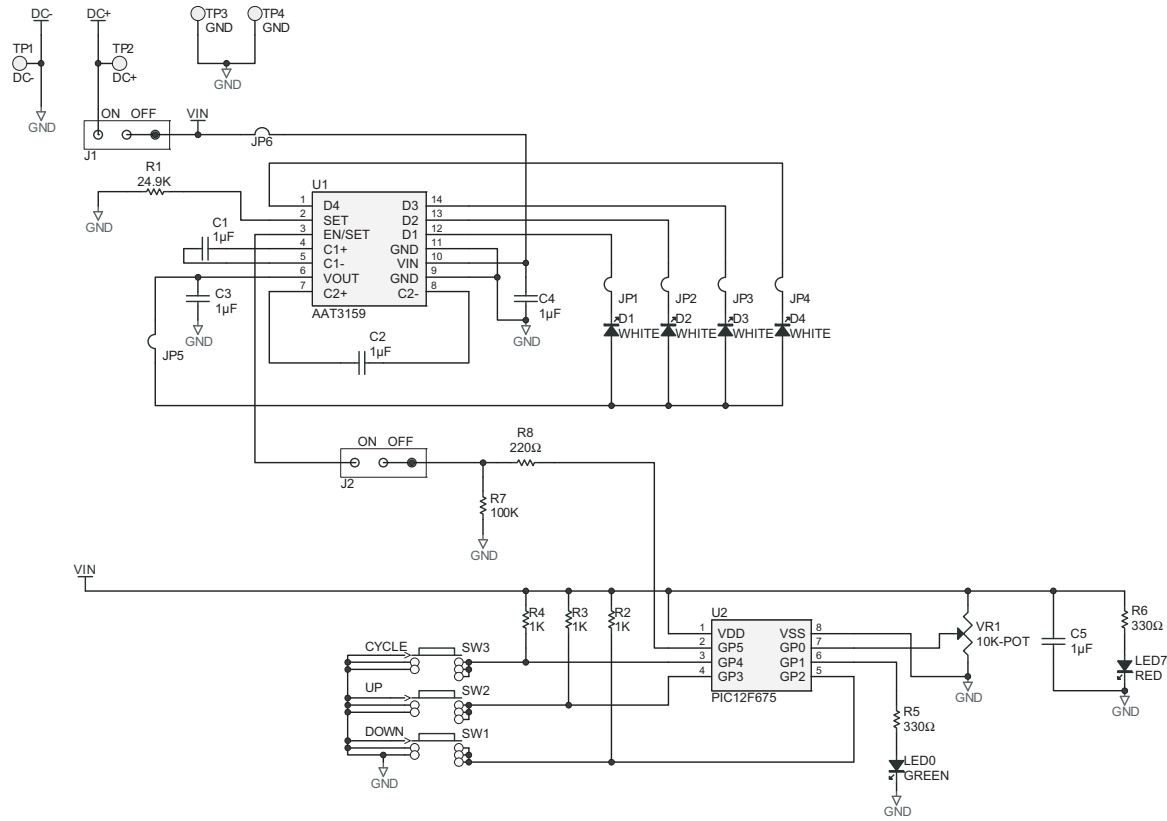 DC-
DC+
TP3
GND
TP4
GND
TP1
DC-
TP2
DC+
GND
GND
ON OFF
J1
VIN
JP6
R1
24.9K
GND
U1
1 D4
2 SET
3 EN/SET
4 C1+
5 C1-
6 VOUT
7 C2+
D3 14
D2 13
D1 12
GND 11
VIN 10
GND 9
C2- 8
AAT3159
C1
1µF
C3
1µF
GND
C2
1µF
C4
1µF
GND
JP5
JP1
D1
WHITE
JP2
D2
WHITE
JP3
D3
WHITE
JP4
D4
WHITE
ON OFF
J2
R8
220Ω
R7
100K
GND
VIN
R4
1K
R3
1K
R2
1K
U2
1 VDD
2 GP5
3 GP4
4 GP3
VSS 8
GP0 7
GP1 6
GP2 5
PIC12F675
CYCLE
SW3
UP
SW2
DOWN
SW1
GND
VR1
10K-POT
GND
C5
1µF
R6
330Ω
LED7
RED
GND
R5
330Ω
LED0
GREEN
GND